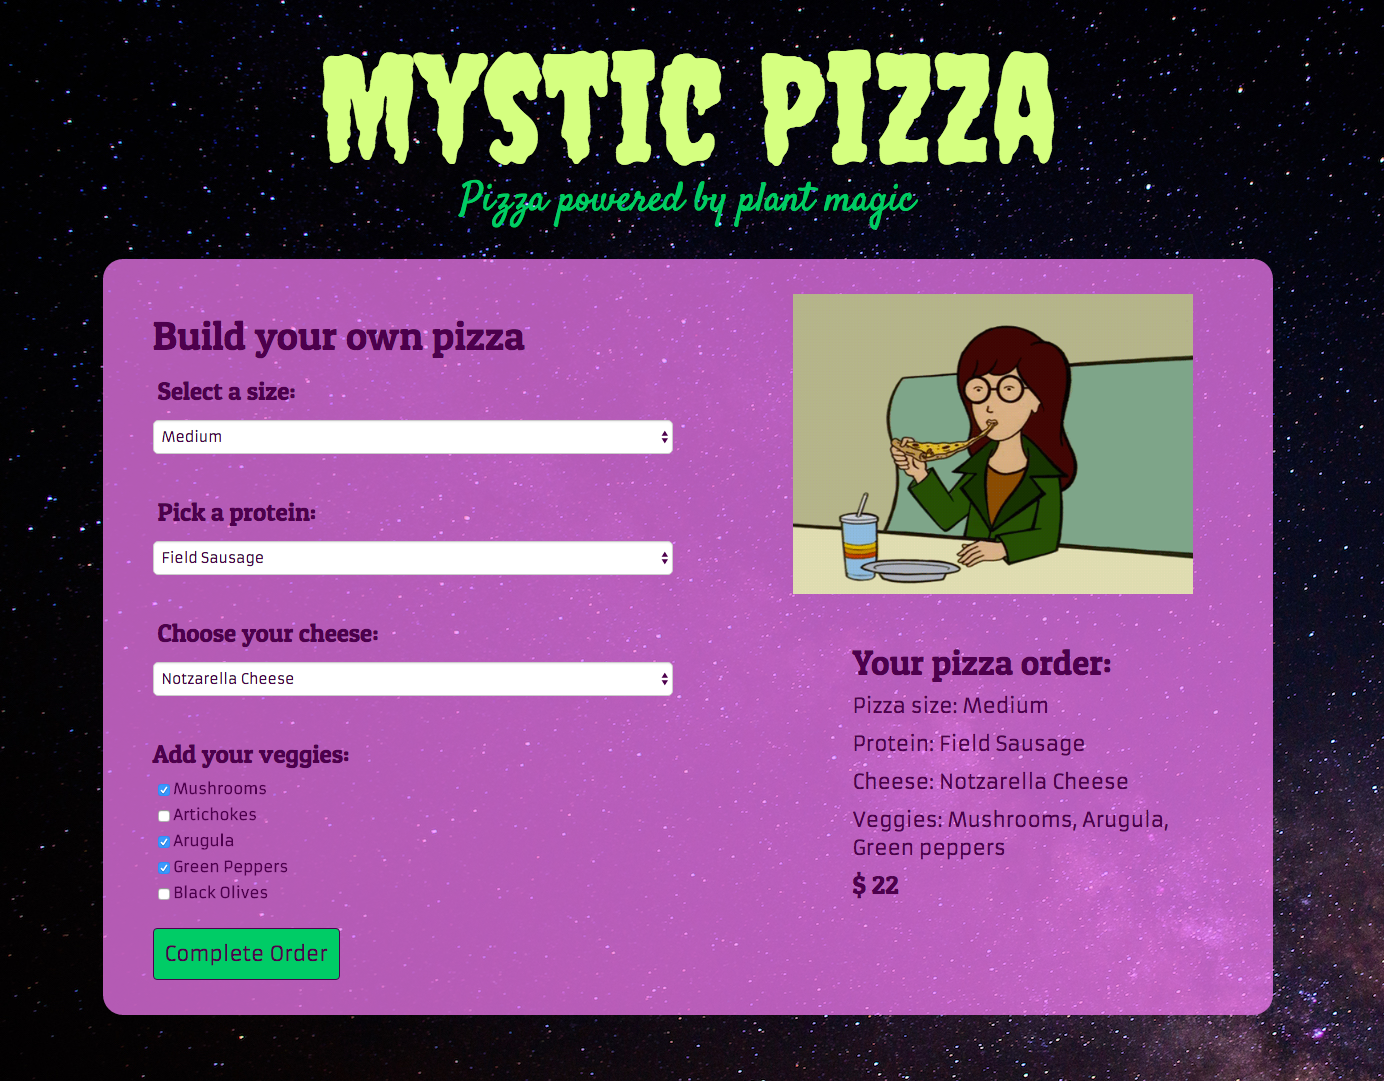 MYSTIC PIZZA
Pizza powered by plant magic
Build your own pizza
Select a size:
Medium
Pick a protein:
Field Sausage
Choose your cheese:
Notzarella Cheese
Add your veggies:
Mushrooms
Artichokes
Arugula
Green Peppers
Black Olives
Complete Order
Your pizza order:
Pizza size: Medium
Protein: Field Sausage
Cheese: Notzarella Cheese
Veggies: Mushrooms, Arugula,
Green peppers
$ 22